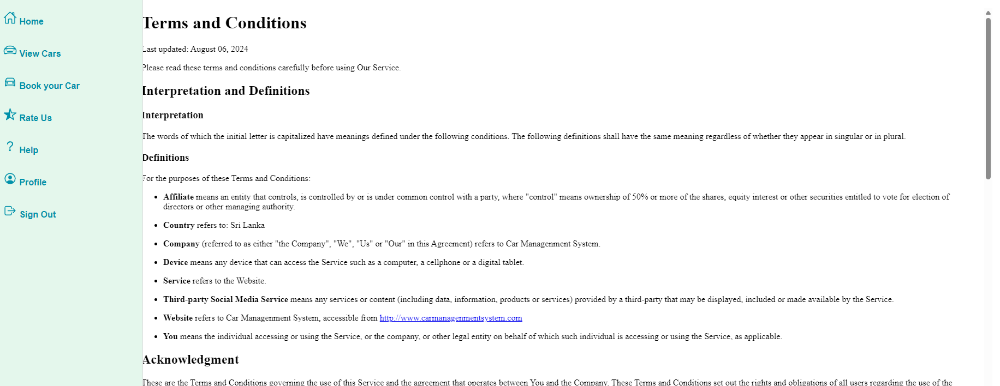 Home
View Cars
Book your Car
Rate Us
Help
Profile
Sign Out
Terms and Conditions
Last updated: August 06, 2024
Please read these terms and conditions carefully before using Our Service.
Interpretation and Definitions
Interpretation
The words of which the initial letter is capitalized have meanings defined under the following conditions. The following definitions shall have the same meaning regardless of whether they appear in singular or in plural.
Definitions
For the purposes of these Terms and Conditions:
• Affiliate means an entity that controls, is controlled by or is under common control with a party, where "control" means ownership of 50% or more of the shares, equity interest or other securities entitled to vote for election of
directors or other managing authority.
• Country refers to: Sri Lanka
• Company (referred to as either "the Company", "We", "Us" or "Our" in this Agreement) refers to Car Managenment System.
• Device means any device that can access the Service such as a computer, a cellphone or a digital tablet.
• Service refers to the Website.
• Third-party Social Media Service means any services or content (including data, information, products or services) provided by a third-party that may be displayed, included or made available by the Service.
• Website refers to Car Managenment System, accessible from http://www.carmanagenmentsystem.com
• You means the individual accessing or using the Service, or the company, or other legal entity on behalf of which such individual is accessing or using the Service, as applicable.
Acknowledgment
These are the Terms and Conditions governing the use of this Service and the agreement that operates between You and the Company. These Terms and Conditions set out the rights and obligations of all users regarding the use of the